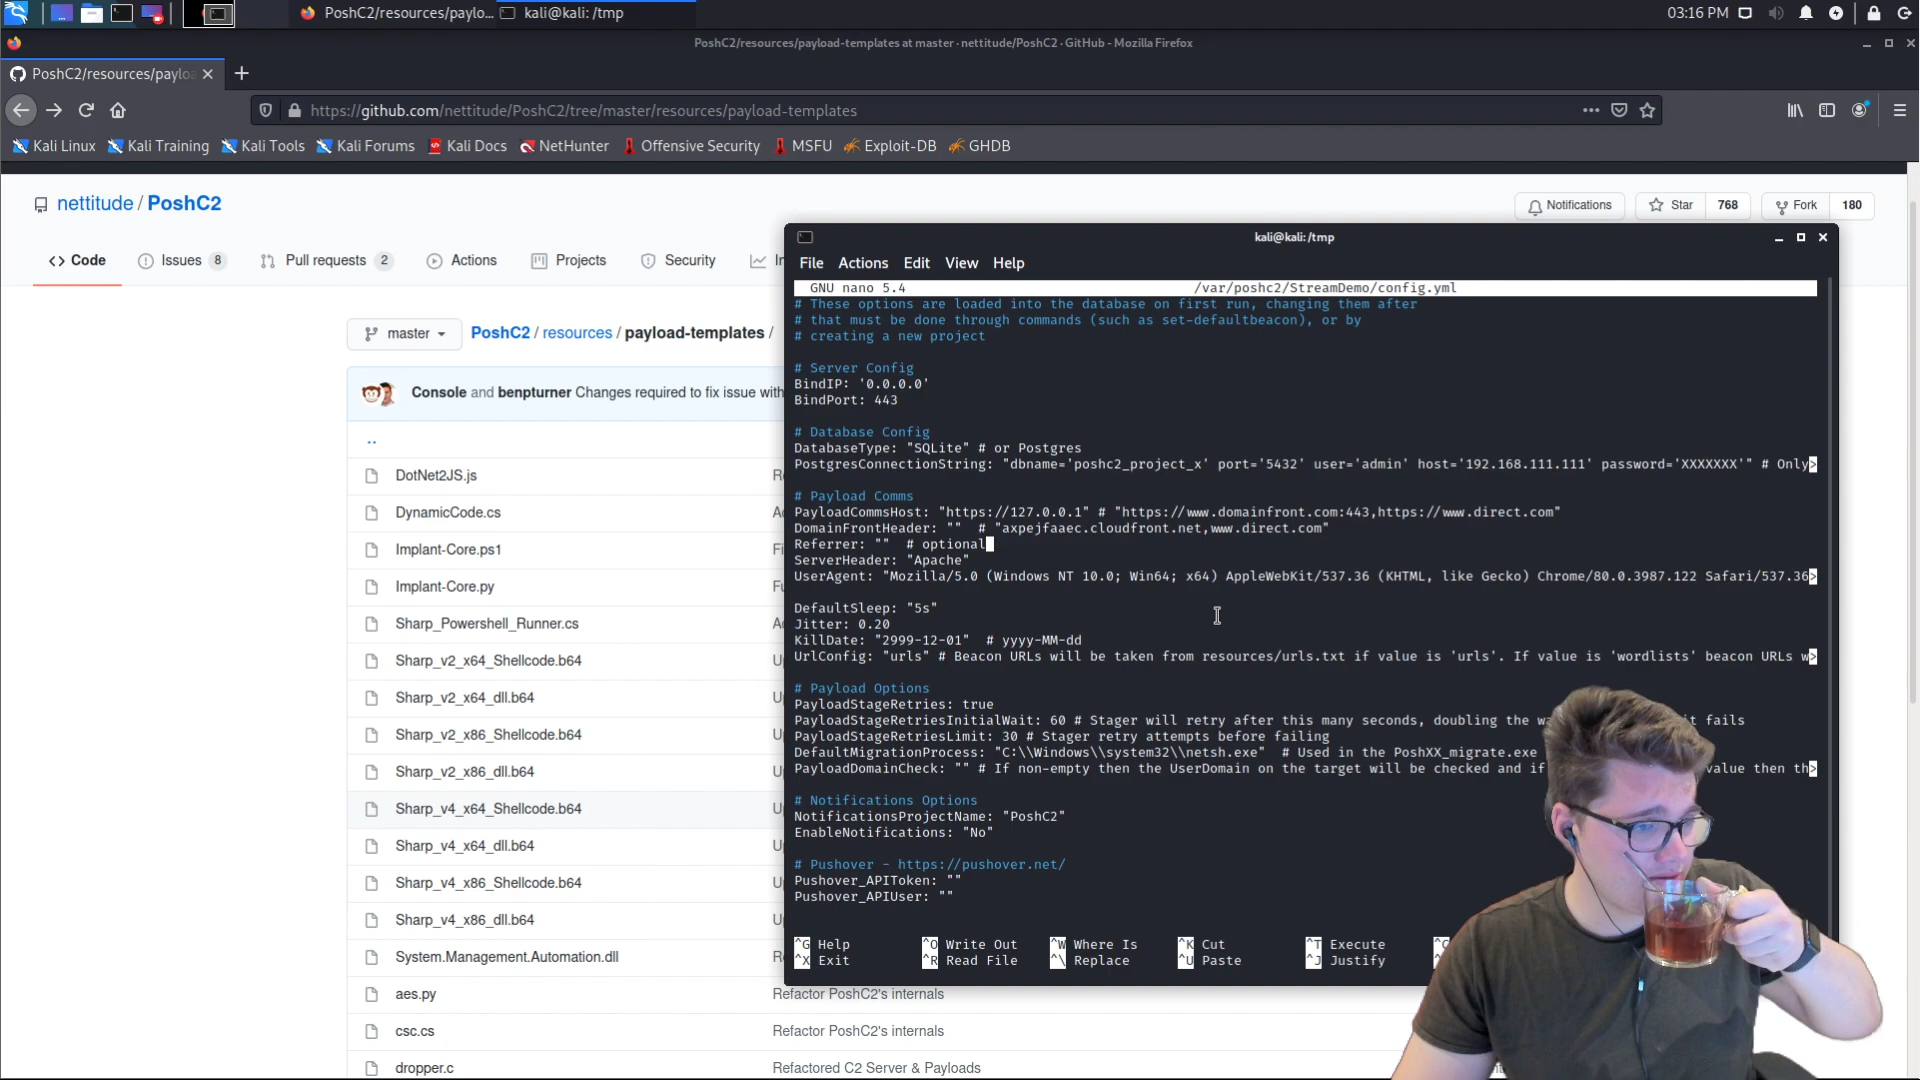 PoshC2/resources/paylo...
kali@kali: /tmp
03:16 PM
PoshC2/resources/payload-templates at master · nettitude/PoshC2 · GitHub - Mozilla Firefox
PoshC2/resources/payloa
https://github.com/nettitude/PoshC2/tree/master/resources/payload-templates
Kali Linux
Kali Training
Kali Tools
Kali Forums
Kali Docs
NetHunter
Offensive Security
MSFU
Exploit-DB
GHDB
nettitude / PoshC2
Notifications
Star 768
Fork 180
Code
Issues 8
Pull requests 2
Actions
Projects
Security
master
PoshC2 / resources / payload-templates /
Console and benpturner Changes required to fix issue with
..
DotNet2JS.js
DynamicCode.cs
Implant-Core.ps1
Implant-Core.py
Sharp_Powershell_Runner.cs
Sharp_v2_x64_Shellcode.b64
Sharp_v2_x64_dll.b64
Sharp_v2_x86_Shellcode.b64
Sharp_v2_x86_dll.b64
Sharp_v4_x64_Shellcode.b64
Sharp_v4_x64_dll.b64
Sharp_v4_x86_Shellcode.b64
Sharp_v4_x86_dll.b64
System.Management.Automation.dll
aes.py Refactor PoshC2's internals
csc.cs Refactor PoshC2's internals
dropper.c Refactored C2 Server & Payloads
kali@kali: /tmp
File Actions Edit View Help
GNU nano 5.4 /var/poshc2/StreamDemo/config.yml
# These options are loaded into the database on first run, changing them after
# that must be done through commands (such as set-defaultbeacon), or by
# creating a new project
# Server Config
BindIP: '0.0.0.0'
BindPort: 443
# Database Config
DatabaseType: "SQLite" # or Postgres
PostgresConnectionString: "dbname='poshc2_project_x' port='5432' user='admin' host='192.168.111.111' password='XXXXXXX'" # Only>
# Payload Comms
PayloadCommsHost: "https://127.0.0.1" # "https://www.domainfront.com:443,https://www.direct.com"
DomainFrontHeader: "" # "axpejfaaec.cloudfront.net,www.direct.com"
Referrer: "" # optional
ServerHeader: "Apache"
UserAgent: "Mozilla/5.0 (Windows NT 10.0; Win64; x64) AppleWebKit/537.36 (KHTML, like Gecko) Chrome/80.0.3987.122 Safari/537.36>
DefaultSleep: "5s"
Jitter: 0.20
KillDate: "2999-12-01" # yyyy-MM-dd
UrlConfig: "urls" # Beacon URLs will be taken from resources/urls.txt if value is 'urls'. If value is 'wordlists' beacon URLs w>
# Payload Options
PayloadStageRetries: true
PayloadStageRetriesInitialWait: 60 # Stager will retry after this many seconds, doubling the wa it fails
PayloadStageRetriesLimit: 30 # Stager retry attempts before failing
DefaultMigrationProcess: "C:\\Windows\\system32\\netsh.exe" # Used in the PoshXX_migrate.exe
PayloadDomainCheck: "" # If non-empty then the UserDomain on the target will be checked and if value then th>
# Notifications Options
NotificationsProjectName: "PoshC2"
EnableNotifications: "No"
# Pushover - https://pushover.net/
Pushover_APIToken: ""
Pushover_APIUser: ""
^G Help ^O Write Out ^W Where Is ^K Cut ^T Execute
^X Exit ^R Read File ^\ Replace ^U Paste ^J Justify